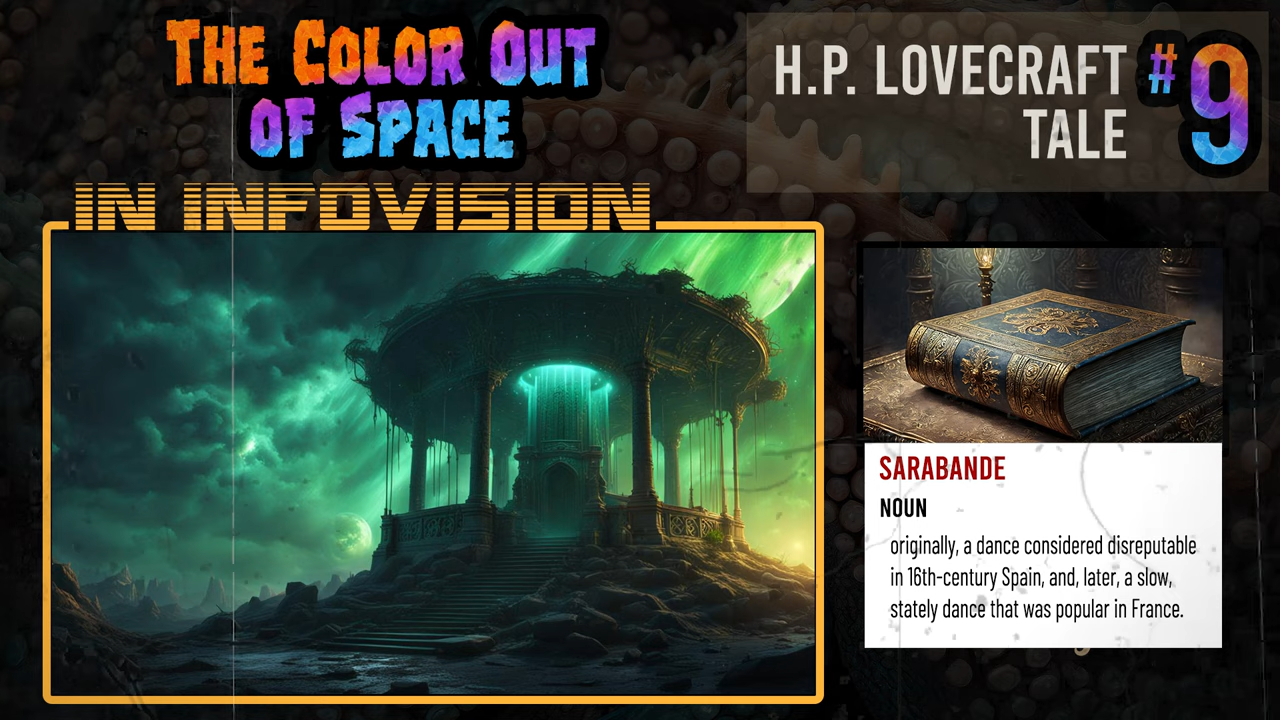 The Color Out
of Space
IN INFOVISION
H.P. LOVECRAFT
TALE
#9
SARABANDE
NOUN
originally, a dance considered disreputable
in 16th-century Spain, and, later, a slow,
stately dance that was popular in France.